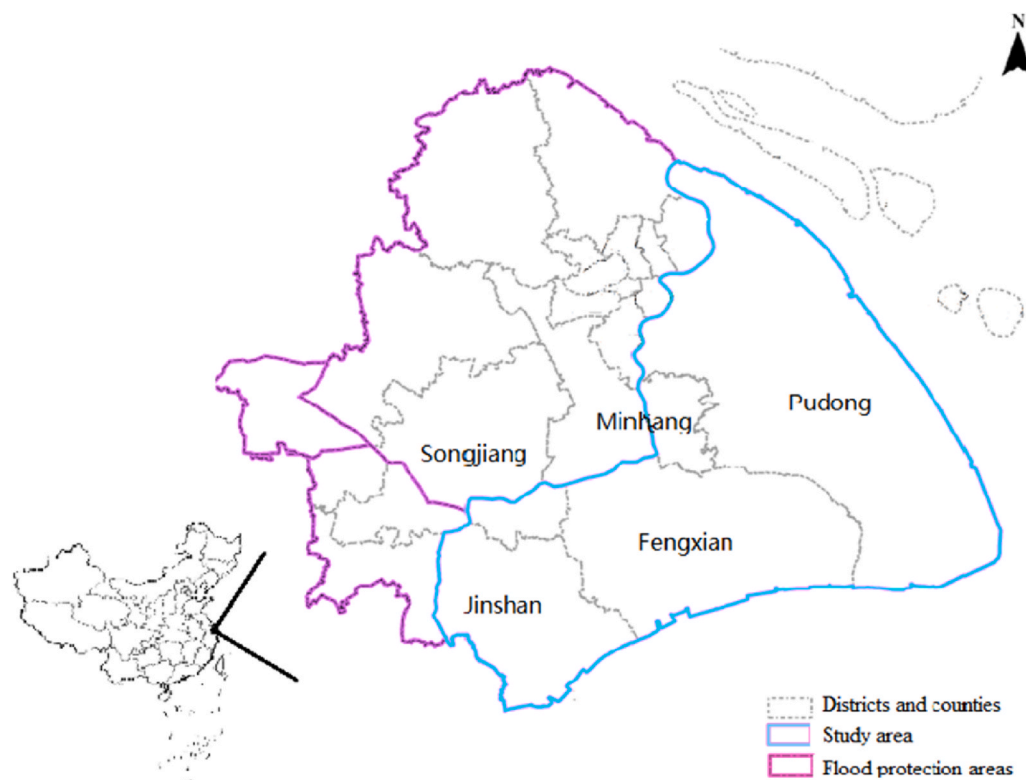 N
Pudong
Minhang
Songjiang
Fengxian
Jinshan
Districts and counties
Study area
Flood protection areas